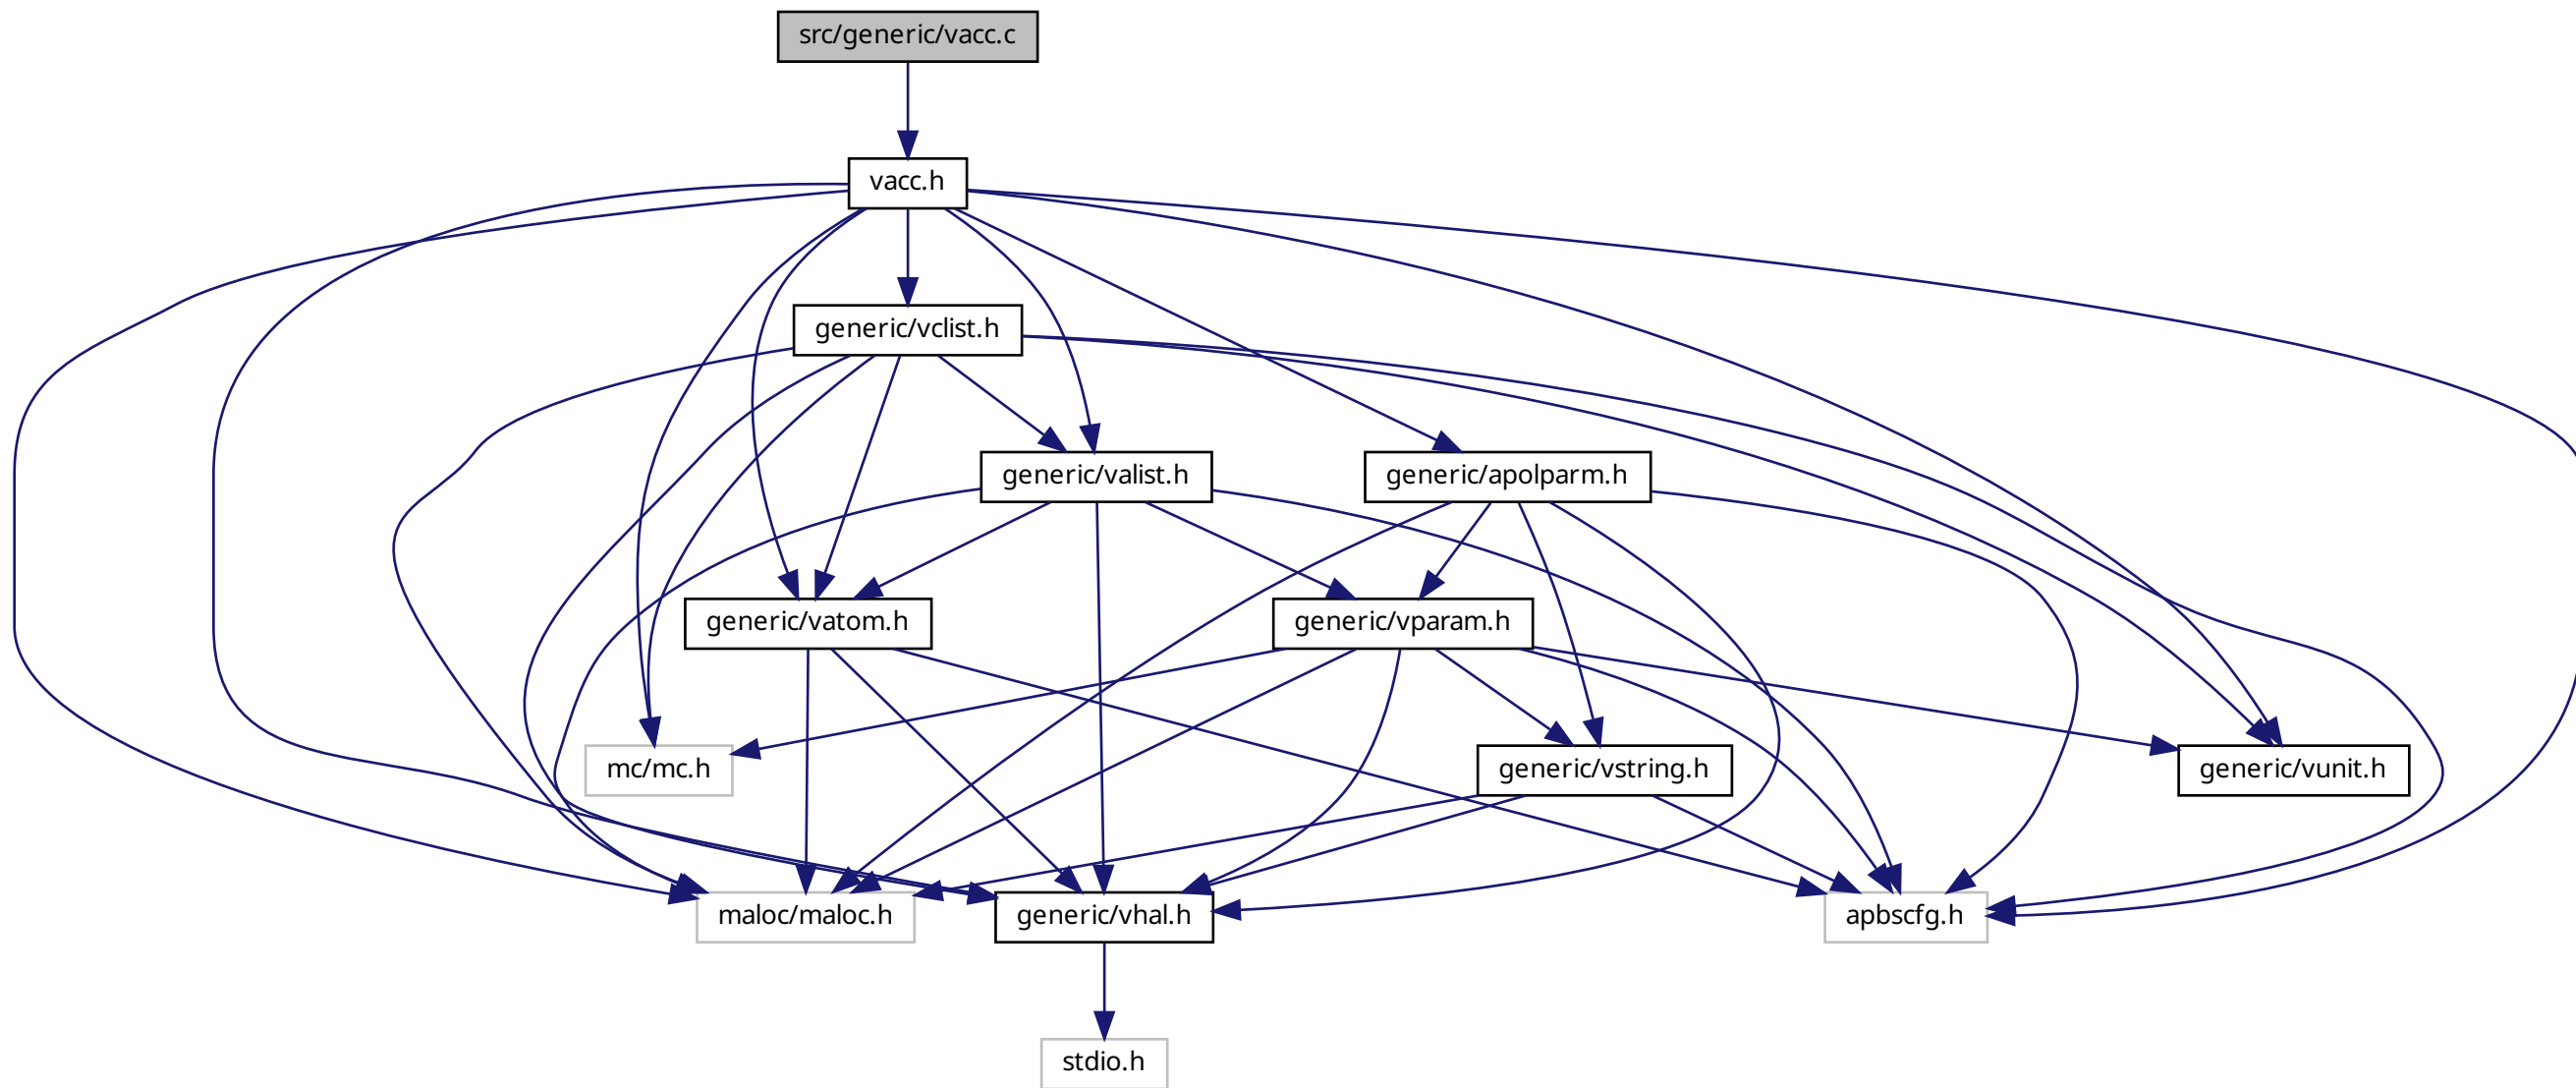 src/generic/vacc.c
vacc.h
generic/vclist.h
generic/valist.h
generic/apolparm.h
generic/vatom.h
generic/vparam.h
mc/mc.h
generic/vstring.h
generic/vunit.h
maloc/maloc.h
generic/vhal.h
apbscfg.h
stdio.h